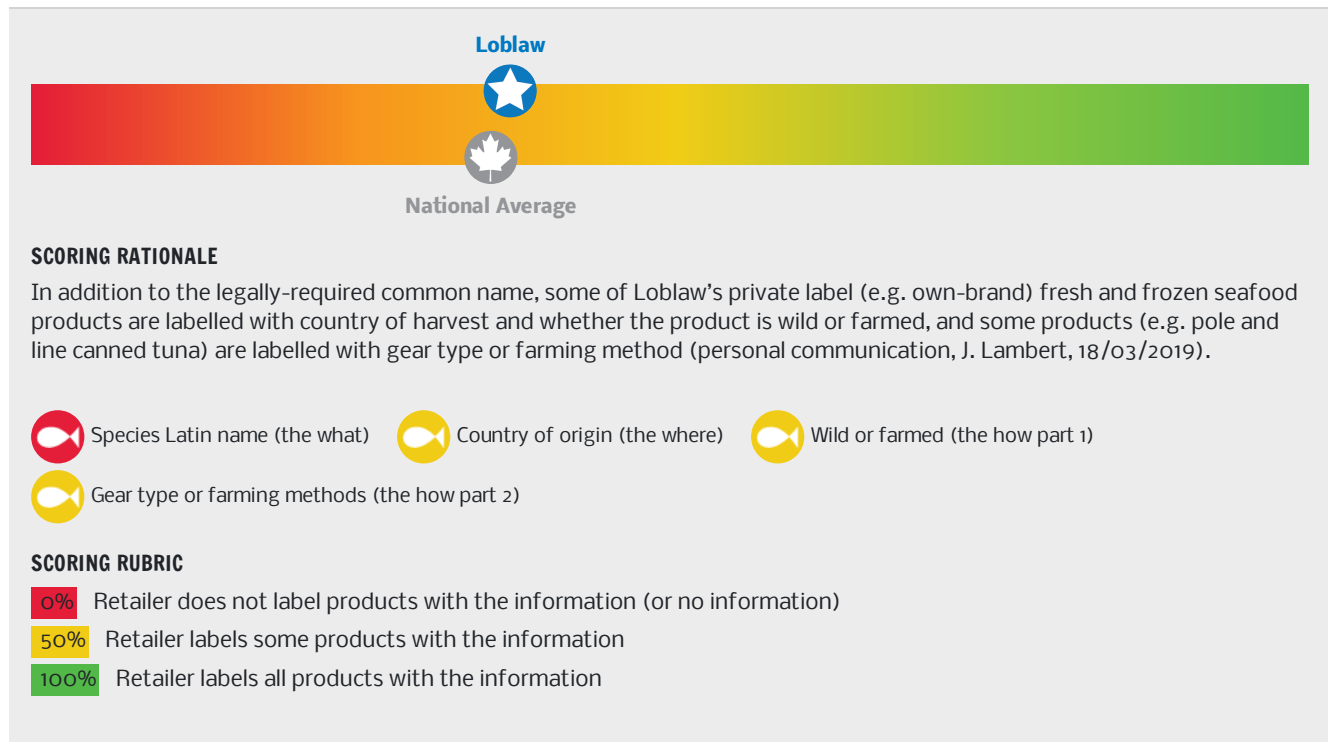 Loblaw
National Average
SCORING RATIONALE
In addition to the legally-required common name, some of Loblaw's private label (e.g. own-brand) fresh and frozen seafood
products are labelled with country of harvest and whether the product is wild or farmed, and some products (e.g. pole and
line canned tuna) are labelled with gear type or farming method (personal communication, J. Lambert, 18/03/2019).
Species Latin name (the what) Country of origin (the where) Wild or farmed (the how part 1)
Gear type or farming methods (the how part 2)
SCORING RUBRIC
0% Retailer does not label products with the information (or no information)
50% Retailer labels some products with the information
100% Retailer labels all products with the information